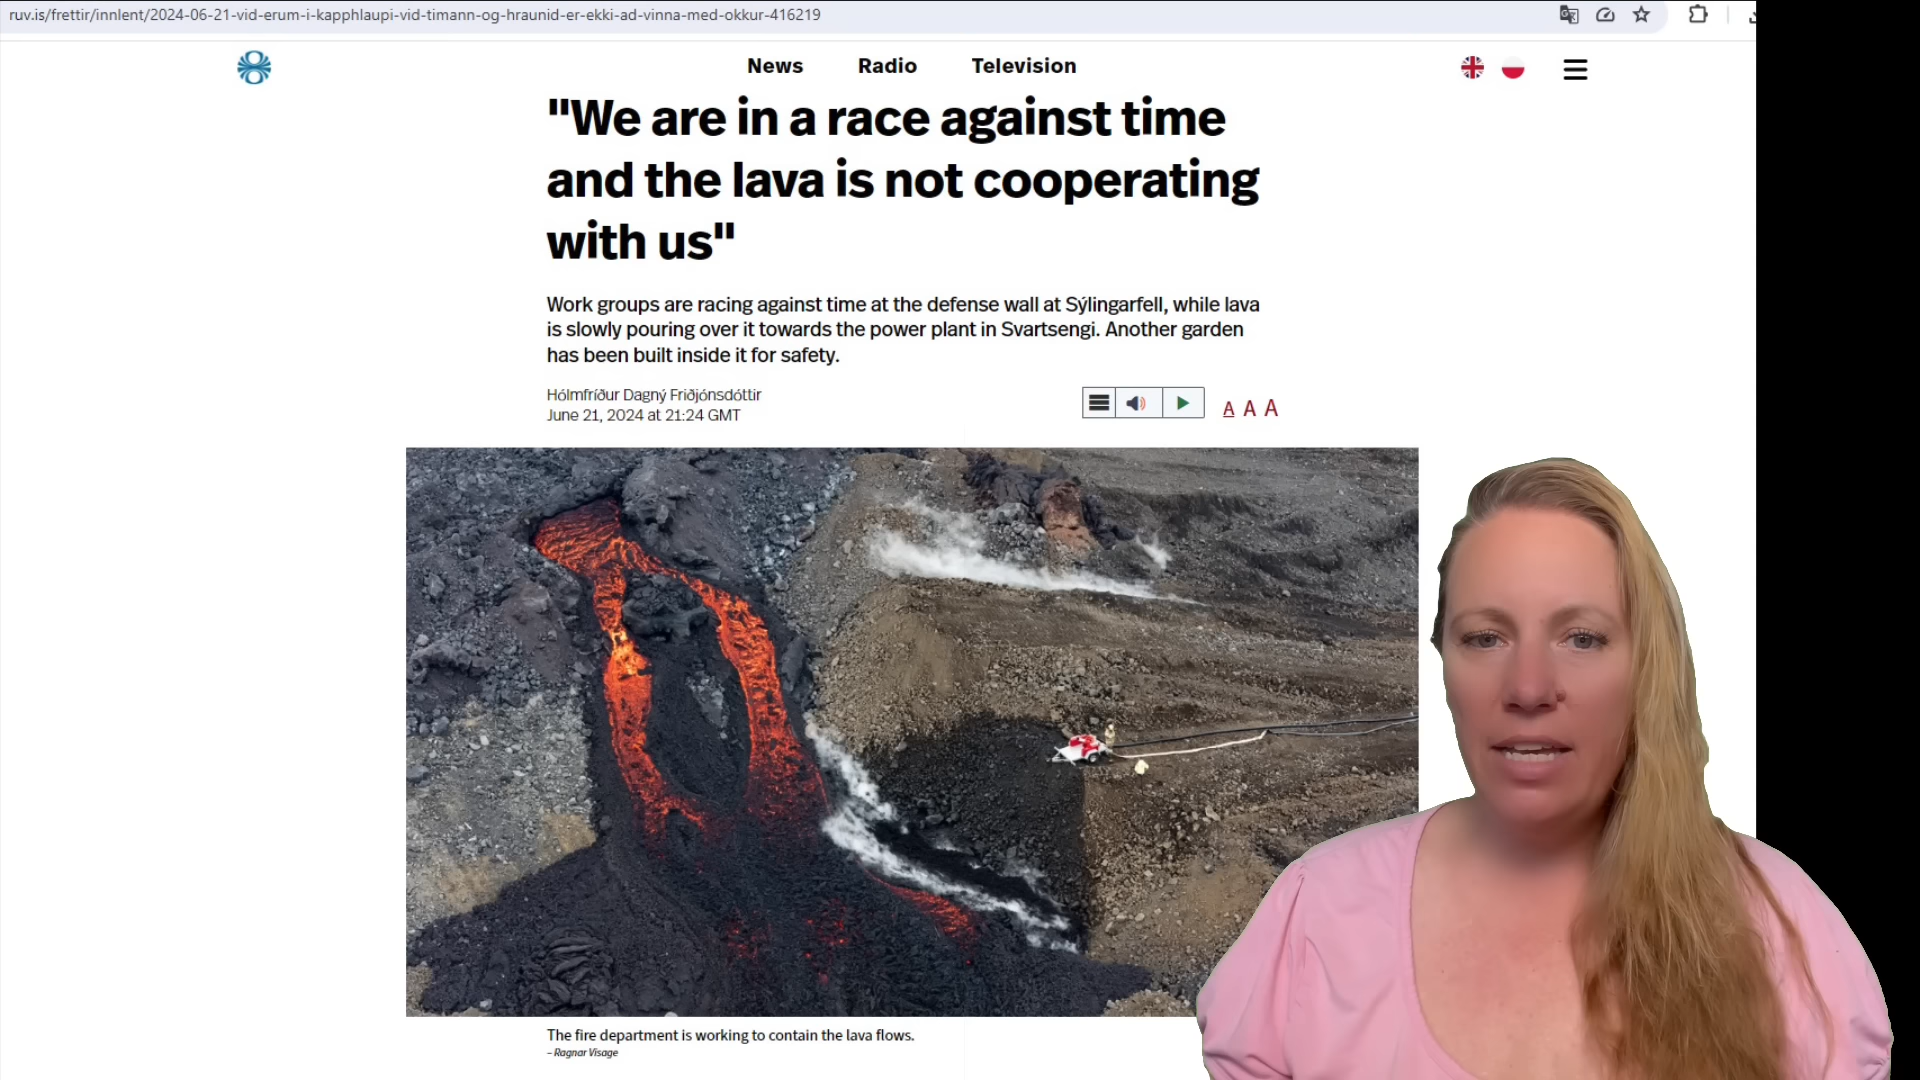 ruv.is/frettir/innlent/2024-06-21-vid-erum-i-kapphlaupi-vid-timann-og-hraunid-er-ekki-ad-vinna-med-okkur-416219
News Radio Television
"We are in a race against time
and the lava is not cooperating
with us"
Work groups are racing against time at the defense wall at Sýlingarfell, while lava
is slowly pouring over it towards the power plant in Svartsengi. Another garden
has been built inside it for safety.
Hólmfríður Dagný Friðjónsdóttir
June 21, 2024 at 21:24 GMT
A A A
The fire department is working to contain the lava flows.
– Ragnar Visage